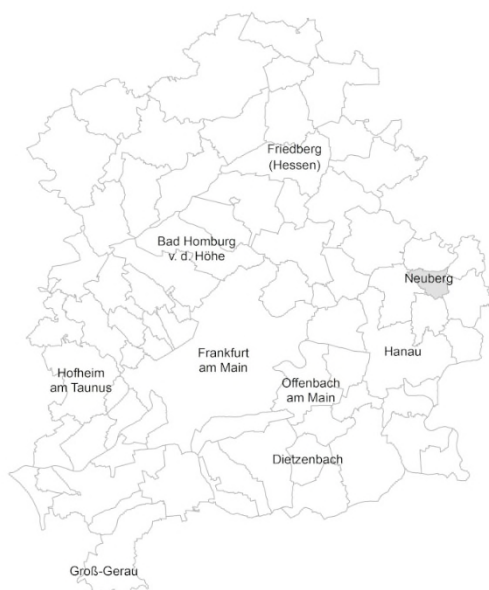 Friedberg
(Hessen)
Bad Homburg
v. d. Höhe
Neuberg
Frankfurt
am Main
Hanau
Hofheim
am Taunus
Offenbach
am Main
Dietzenbach
Groß-Gerau